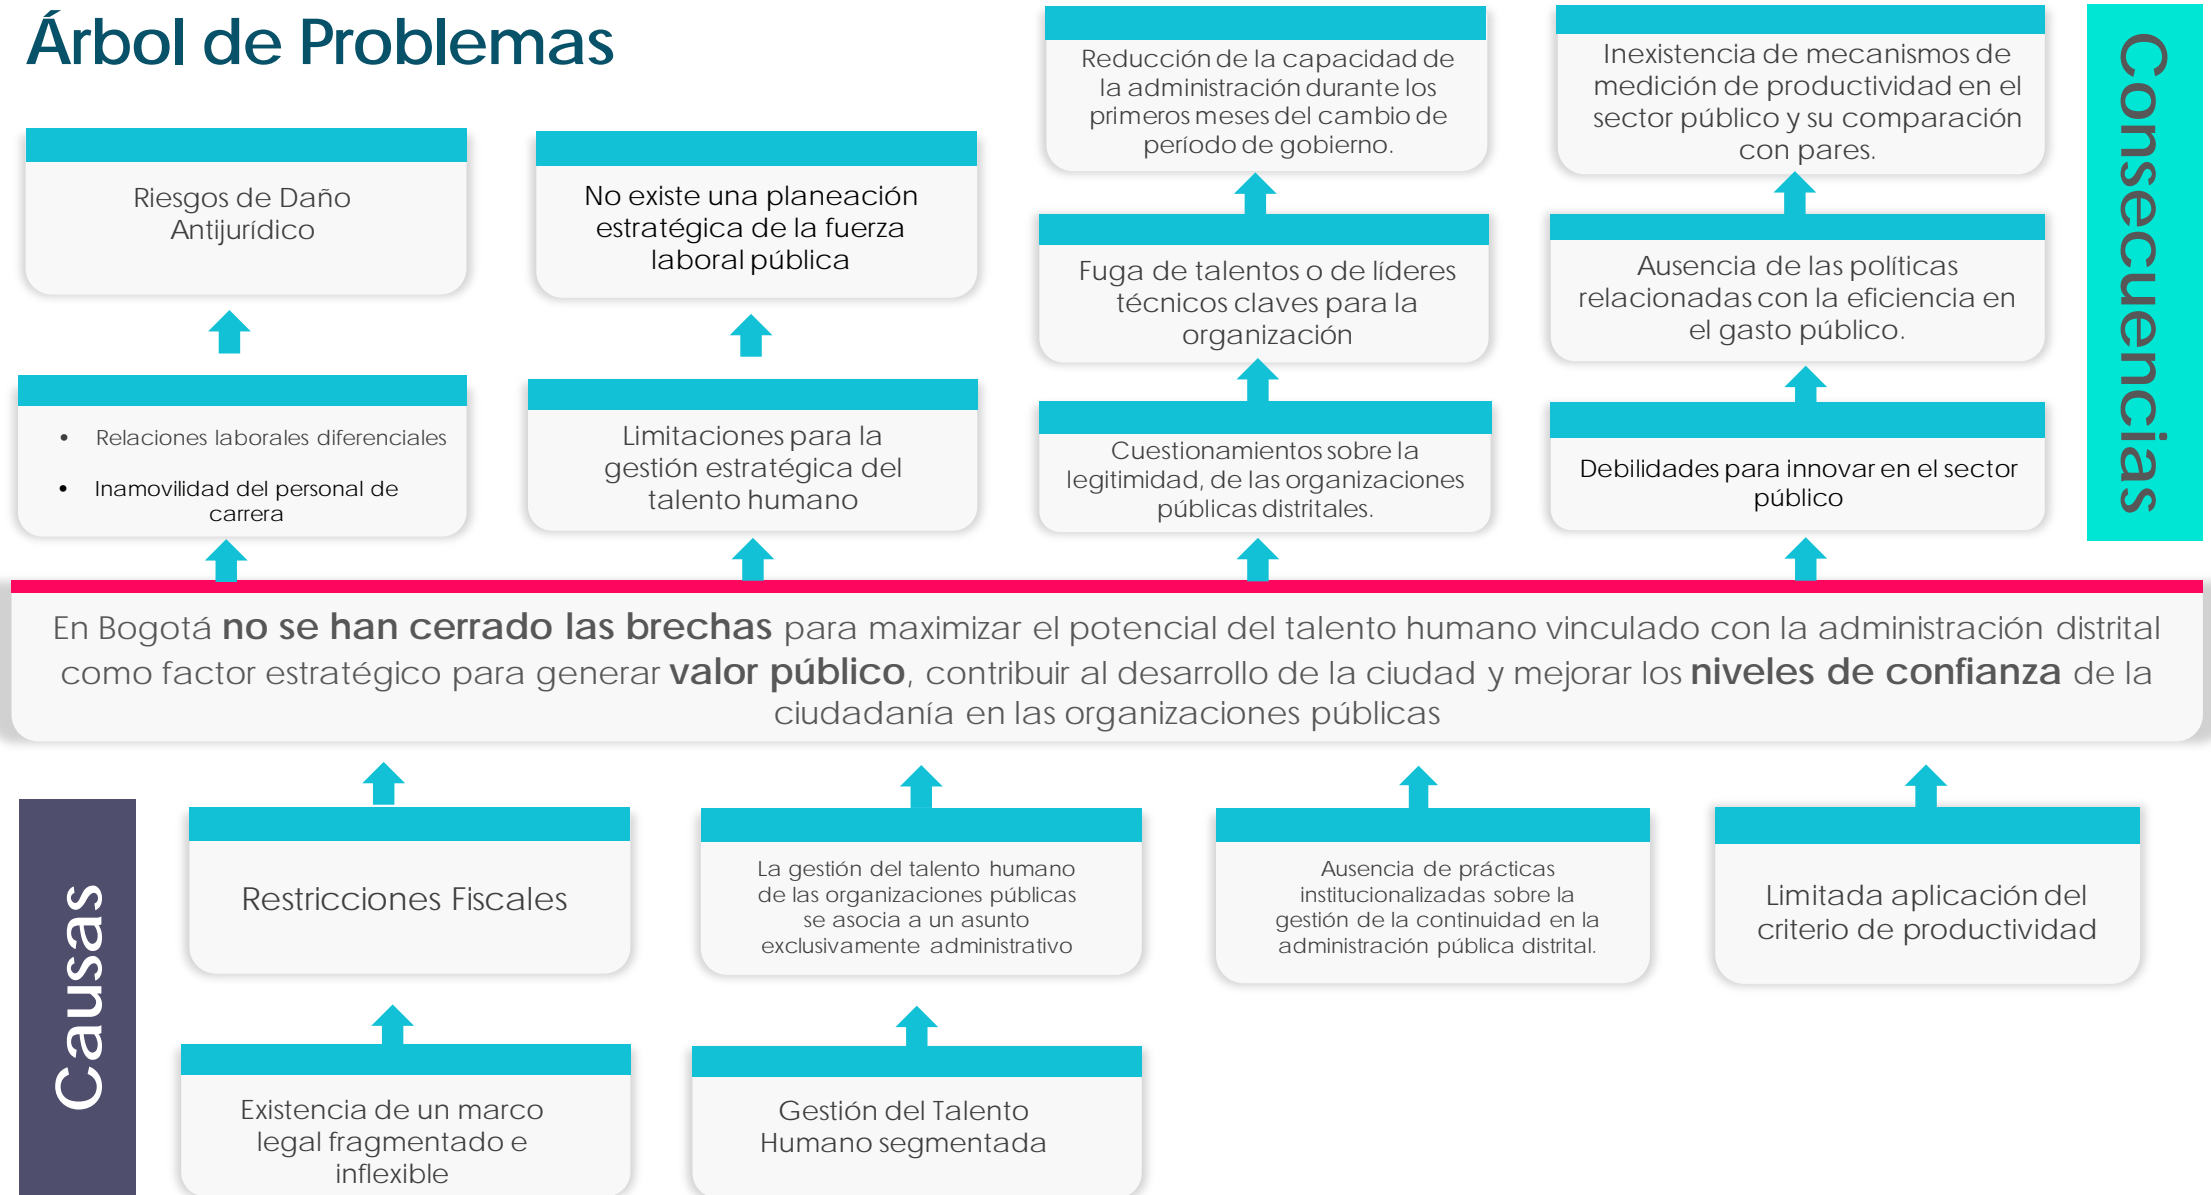 Árbol de Problemas
Riesgos de Daño
Antijurídico
No existe una planeación
estratégica de la fuerza
laboral pública
Reducción de la capacidad de
la administración durante los
primeros meses del cambio de
período de gobierno.
Inexistencia de mecanismos de
medición de productividad en el
sector público y su comparación
con pares.
Consecuencias
Fuga de talentos o de líderes
técnicos claves para la
organización
Ausencia de las políticas
relacionadas con la eficiencia en
el gasto público.
• Relaciones laborales diferenciales
• Inamovilidad del personal de
carrera
Limitaciones para la
gestión estratégica del
talento humano
Cuestionamientos sobre la
legitimidad, de las organizaciones
públicas distritales.
Debilidades para innovar en el sector
público
En Bogotá no se han cerrado las brechas para maximizar el potencial del talento humano vinculado con la administración distrital
como factor estratégico para generar valor público, contribuir al desarrollo de la ciudad y mejorar los niveles de confianza de la
ciudadanía en las organizaciones públicas
Causas
Restricciones Fiscales
La gestión del talento humano
de las organizaciones públicas
se asocia a un asunto
exclusivamente administrativo
Ausencia de prácticas
institucionalizadas sobre la
gestión de la continuidad en la
administración pública distrital.
Limitada aplicación del
criterio de productividad
Existencia de un marco
legal fragmentado e
inflexible
Gestión del Talento
Humano segmentada